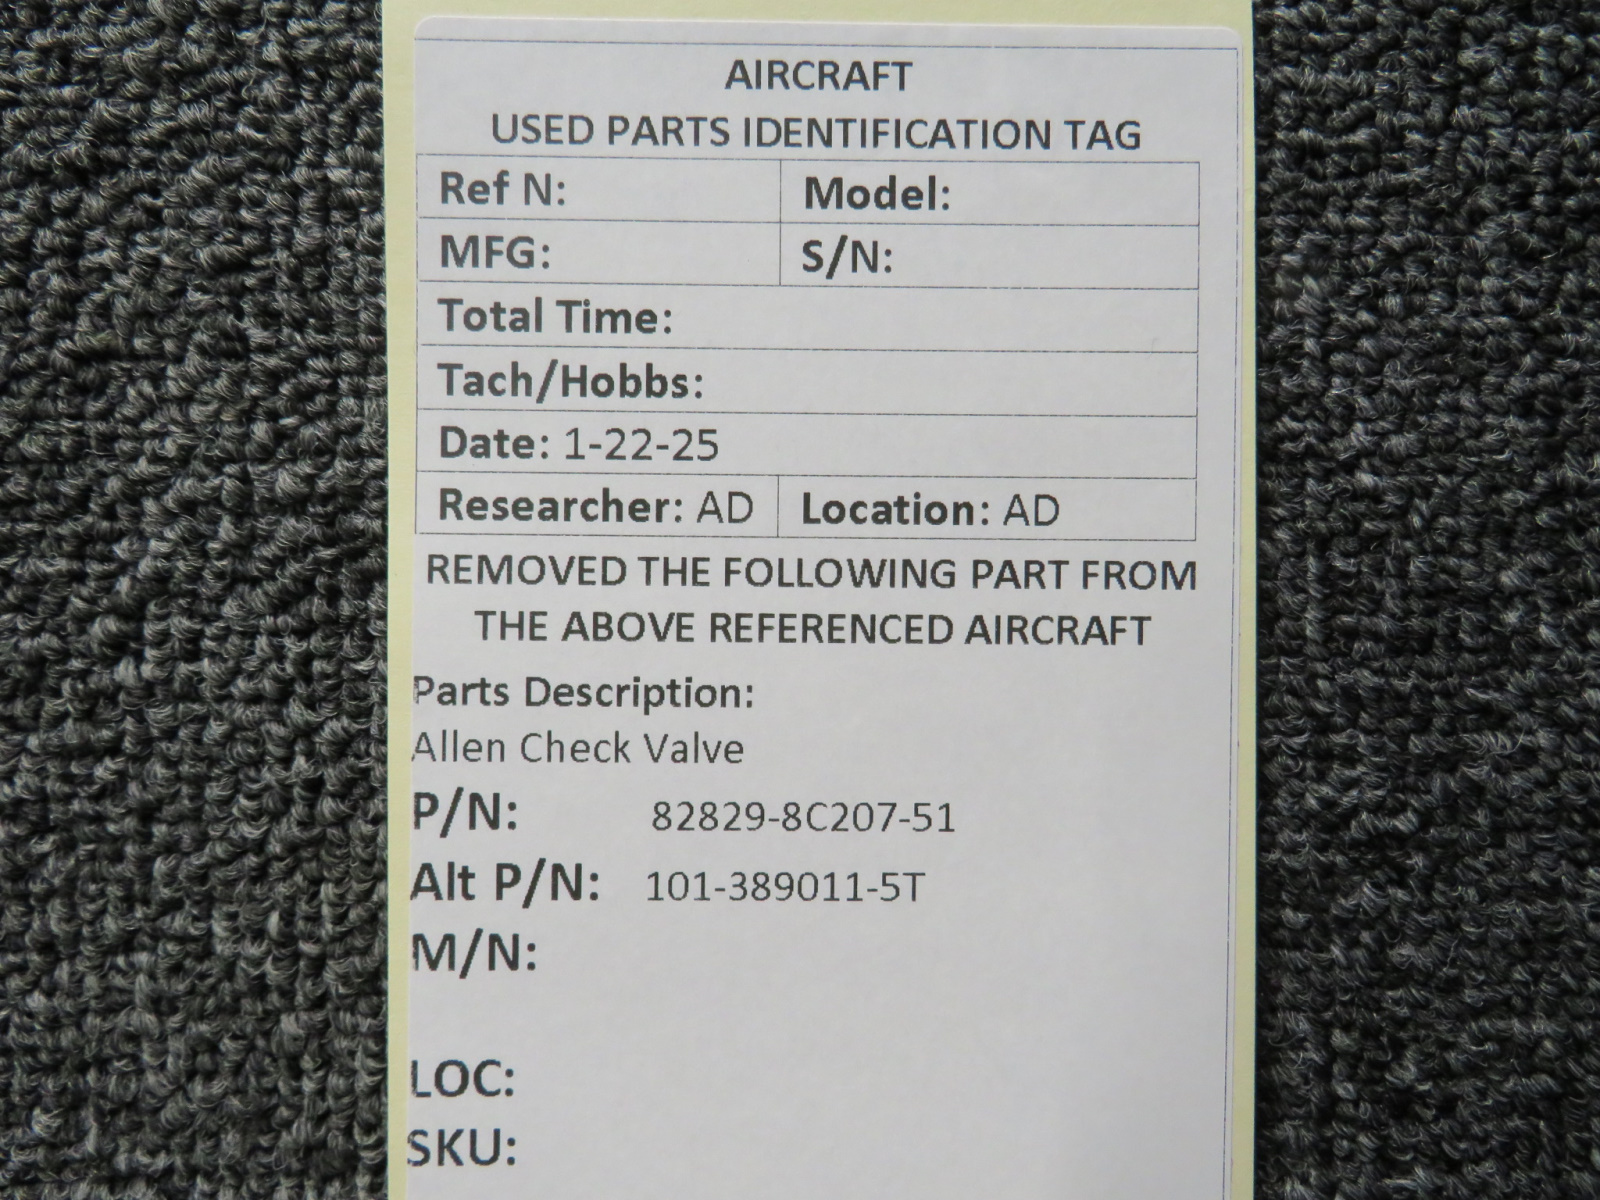 AIRCRAFT
USED PARTS IDENTIFICATION TAG
Ref N: Model:
MFG: S/N:
Total Time:
Tach/Hobbs:
Date: 1-22-25
Researcher: AD Location: AD
REMOVED THE FOLLOWING PART FROM
THE ABOVE REFERENCED AIRCRAFT
Parts Description:
Allen Check Valve
P/N: 82829-8C207-51
Alt P/N: 101-389011-5T
M/N:
LOC:
SKU: